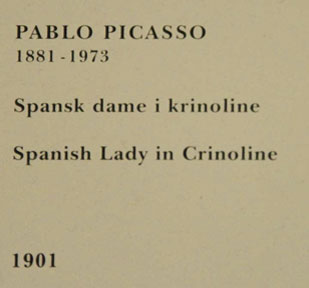 PABLO PICASSO
1881 - 1973
Spansk dame i krinoline
Spanish Lady in Crinoline
1901